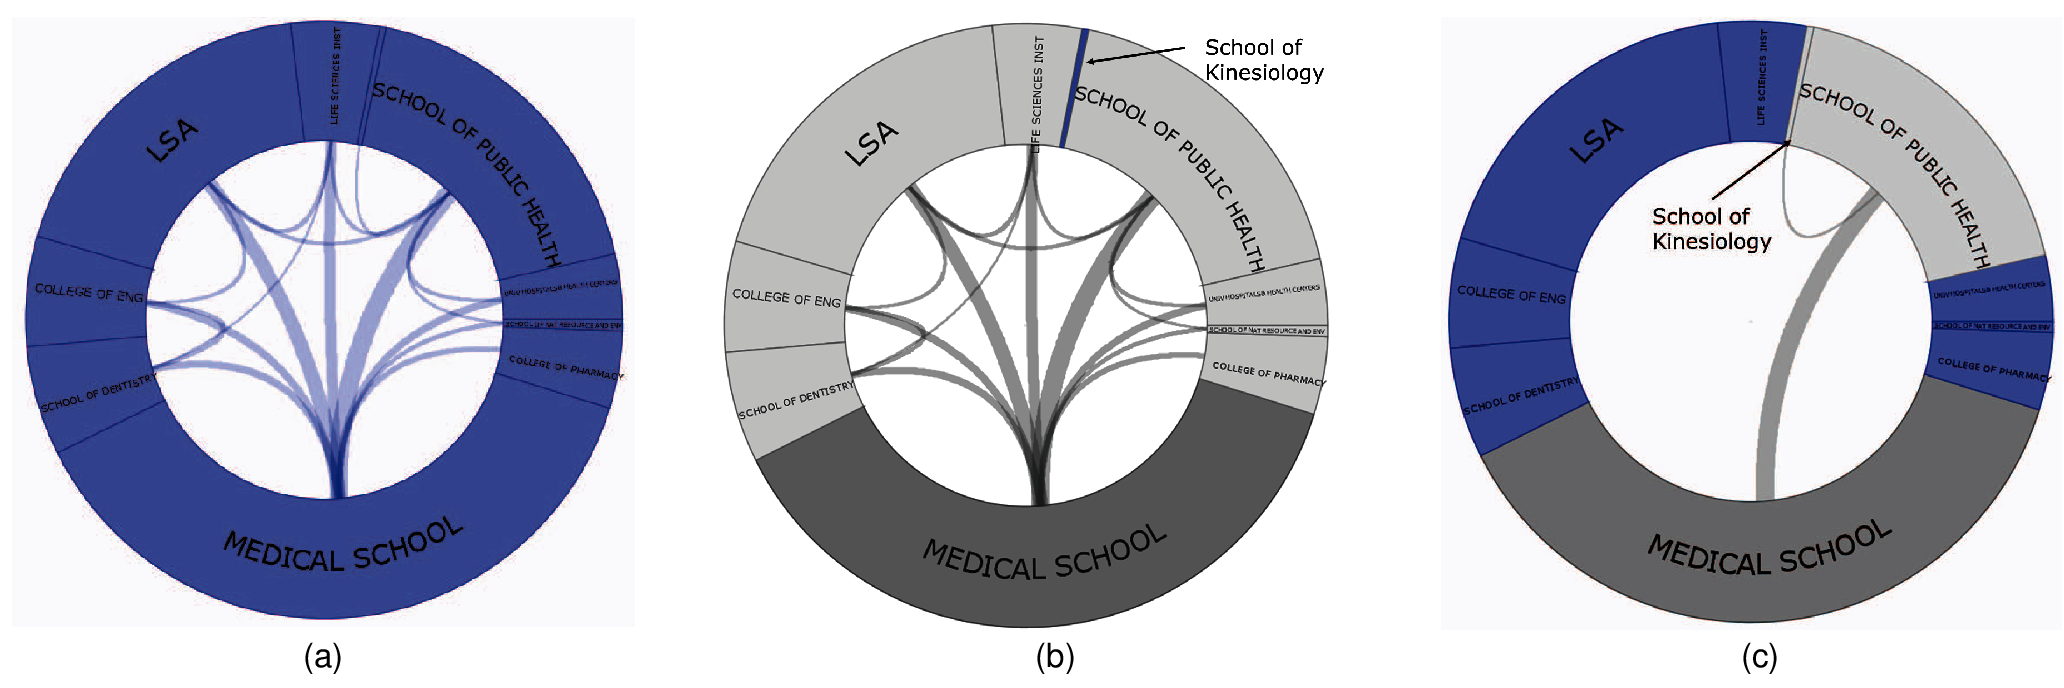 LSA
LIFE SCIENCES INST
SCHOOL OF PUBLIC HEALTH
COLLEGE OF ENG
UNIV HOSPITALS & HEALTH CENTERS
SCHOOL OF NAT RESOURCE AND ENV
COLLEGE OF PHARMACY
SCHOOL OF DENTISTRY
MEDICAL SCHOOL
(a)
LSA
LIFE SCIENCES INST
School of
Kinesiology
SCHOOL OF PUBLIC HEALTH
COLLEGE OF ENG
UNIV HOSPITALS & HEALTH CENTERS
SCHOOL OF NAT RESOURCE AND ENV
COLLEGE OF PHARMACY
SCHOOL OF DENTISTRY
MEDICAL SCHOOL
(b)
LSA
LIFE SCIENCES INST
SCHOOL OF PUBLIC HEALTH
School of
Kinesiology
COLLEGE OF ENG
UNIV HOSPITALS & HEALTH CENTERS
SCHOOL OF NAT RESOURCE AND ENV
COLLEGE OF PHARMACY
SCHOOL OF DENTISTRY
MEDICAL SCHOOL
(c)